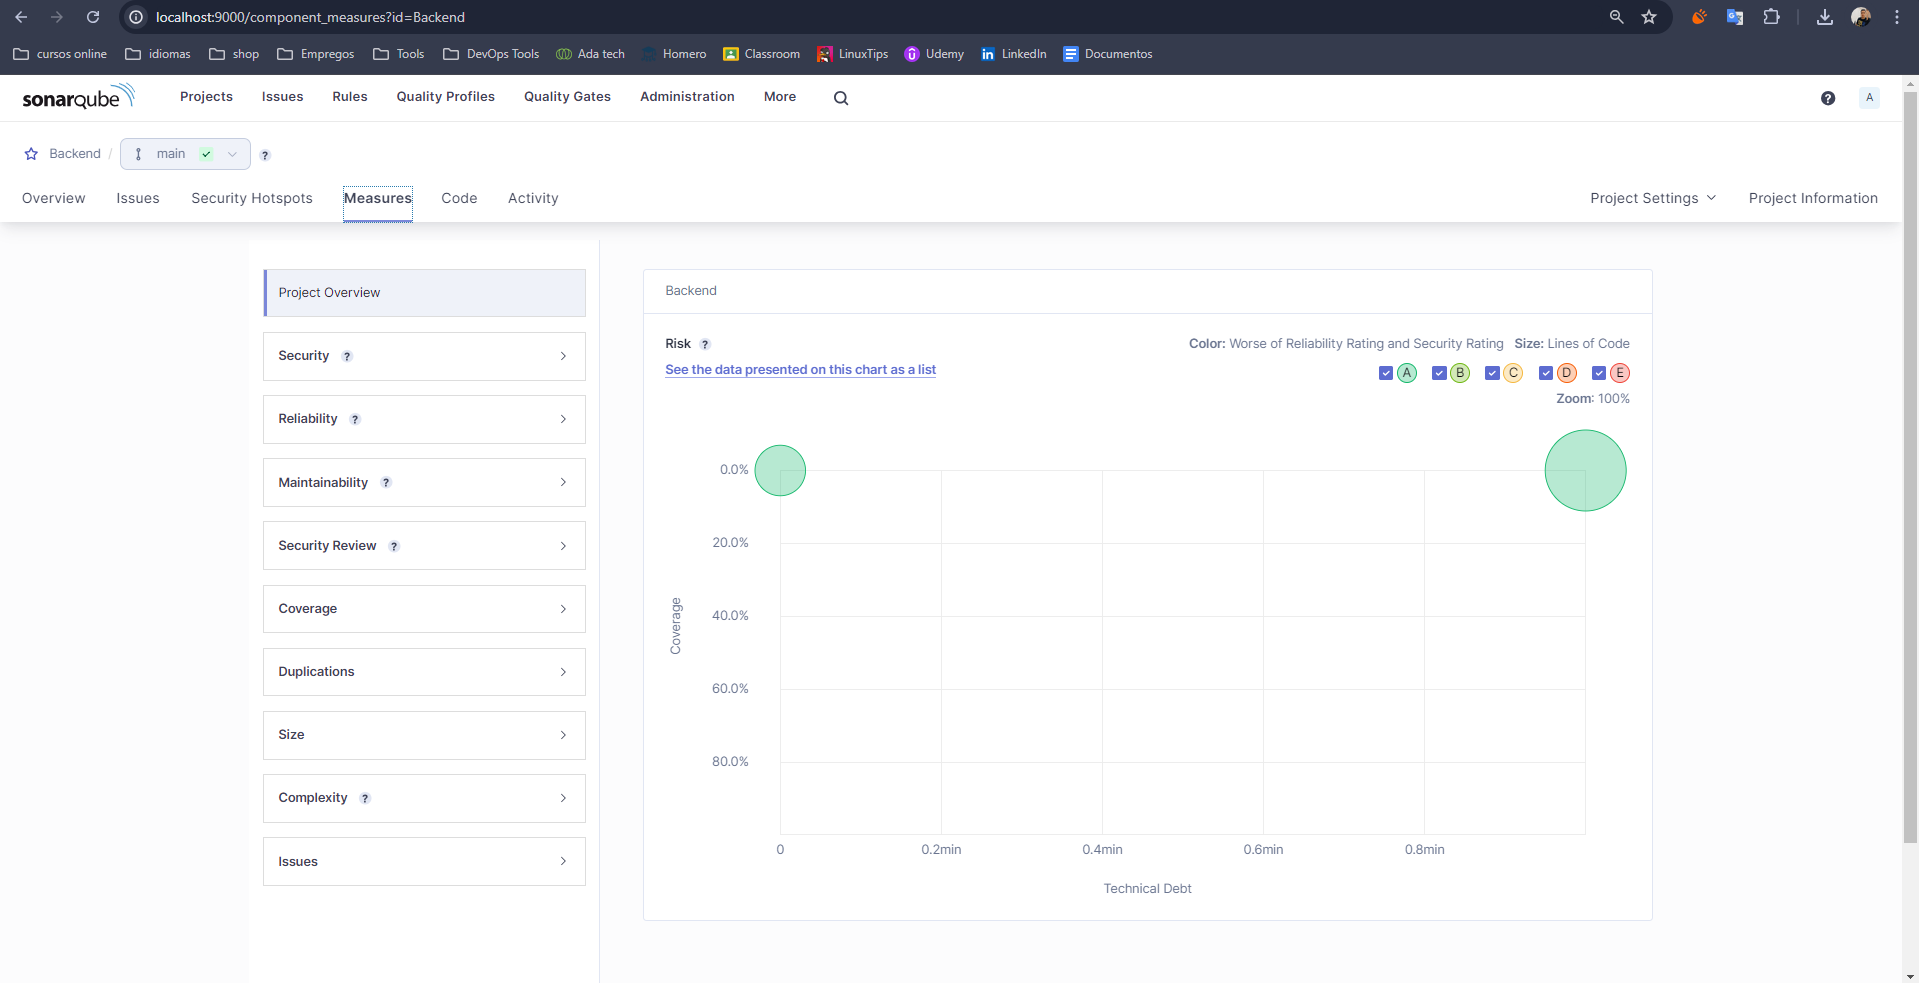 localhost:9000/component_measures?id=Backend
cursos online idiomas shop Empregos Tools DevOps Tools Ada tech Homero Classroom LinuxTips Udemy LinkedIn Documentos
sonarqube Projects Issues Rules Quality Profiles Quality Gates Administration More ? A
Backend / main ?
Overview Issues Security Hotspots Measures Code Activity Project Settings Project Information
Project Overview
Security ?
Reliability ?
Maintainability ?
Security Review ?
Coverage
Duplications
Size
Complexity ?
Issues
Backend
Risk ? Color: Worse of Reliability Rating and Security Rating Size: Lines of Code
See the data presented on this chart as a list A B C D E
Zoom: 100%
0.0%
20.0%
40.0%
60.0%
80.0%
Coverage
0 0.2min 0.4min 0.6min 0.8min
Technical Debt